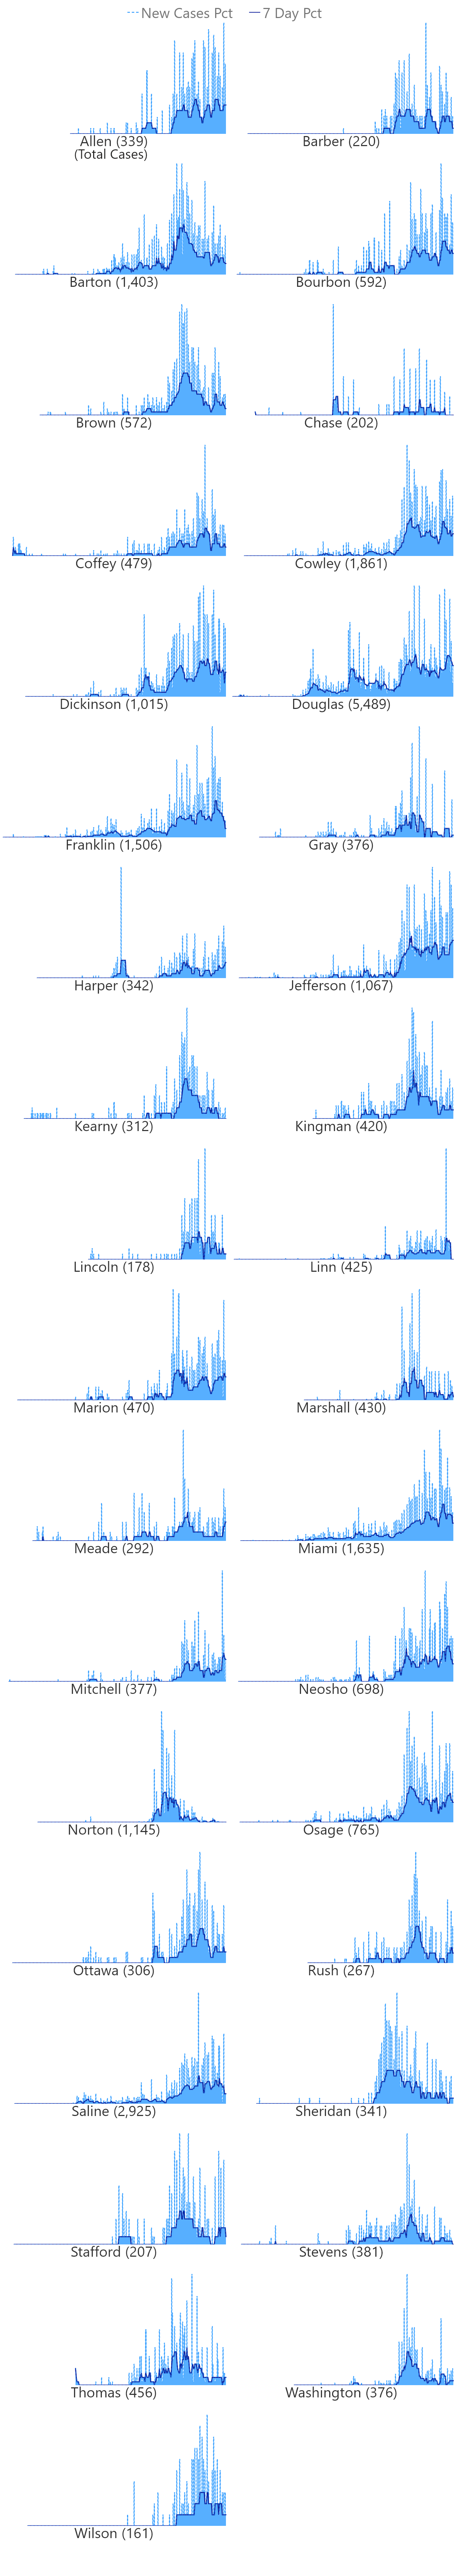 New Cases Pct 7 Day Pct
Allen (339)
(Total Cases)
Barber (220)
Barton (1,403)
Bourbon (592)
Brown (572)
Chase (202)
Coffey (479)
Cowley (1,861)
Dickinson (1,015)
Douglas (5,489)
Franklin (1,506)
Gray (376)
Harper (342)
Jefferson (1,067)
Kearny (312)
Kingman (420)
Lincoln (178)
Linn (425)
Marion (470)
Marshall (430)
Meade (292)
Miami (1,635)
Mitchell (377)
Neosho (698)
Norton (1,145)
Osage (765)
Ottawa (306)
Rush (267)
Saline (2,925)
Sheridan (341)
Stafford (207)
Stevens (381)
Thomas (456)
Washington (376)
Wilson (161)